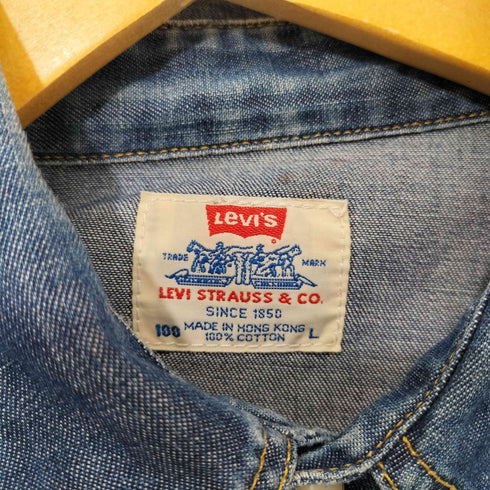 LEVI'S
®
TRADE MARK
LEVI STRAUSS & CO.
SINCE 1850
100 MADE IN HONG KONG L
100% COTTON